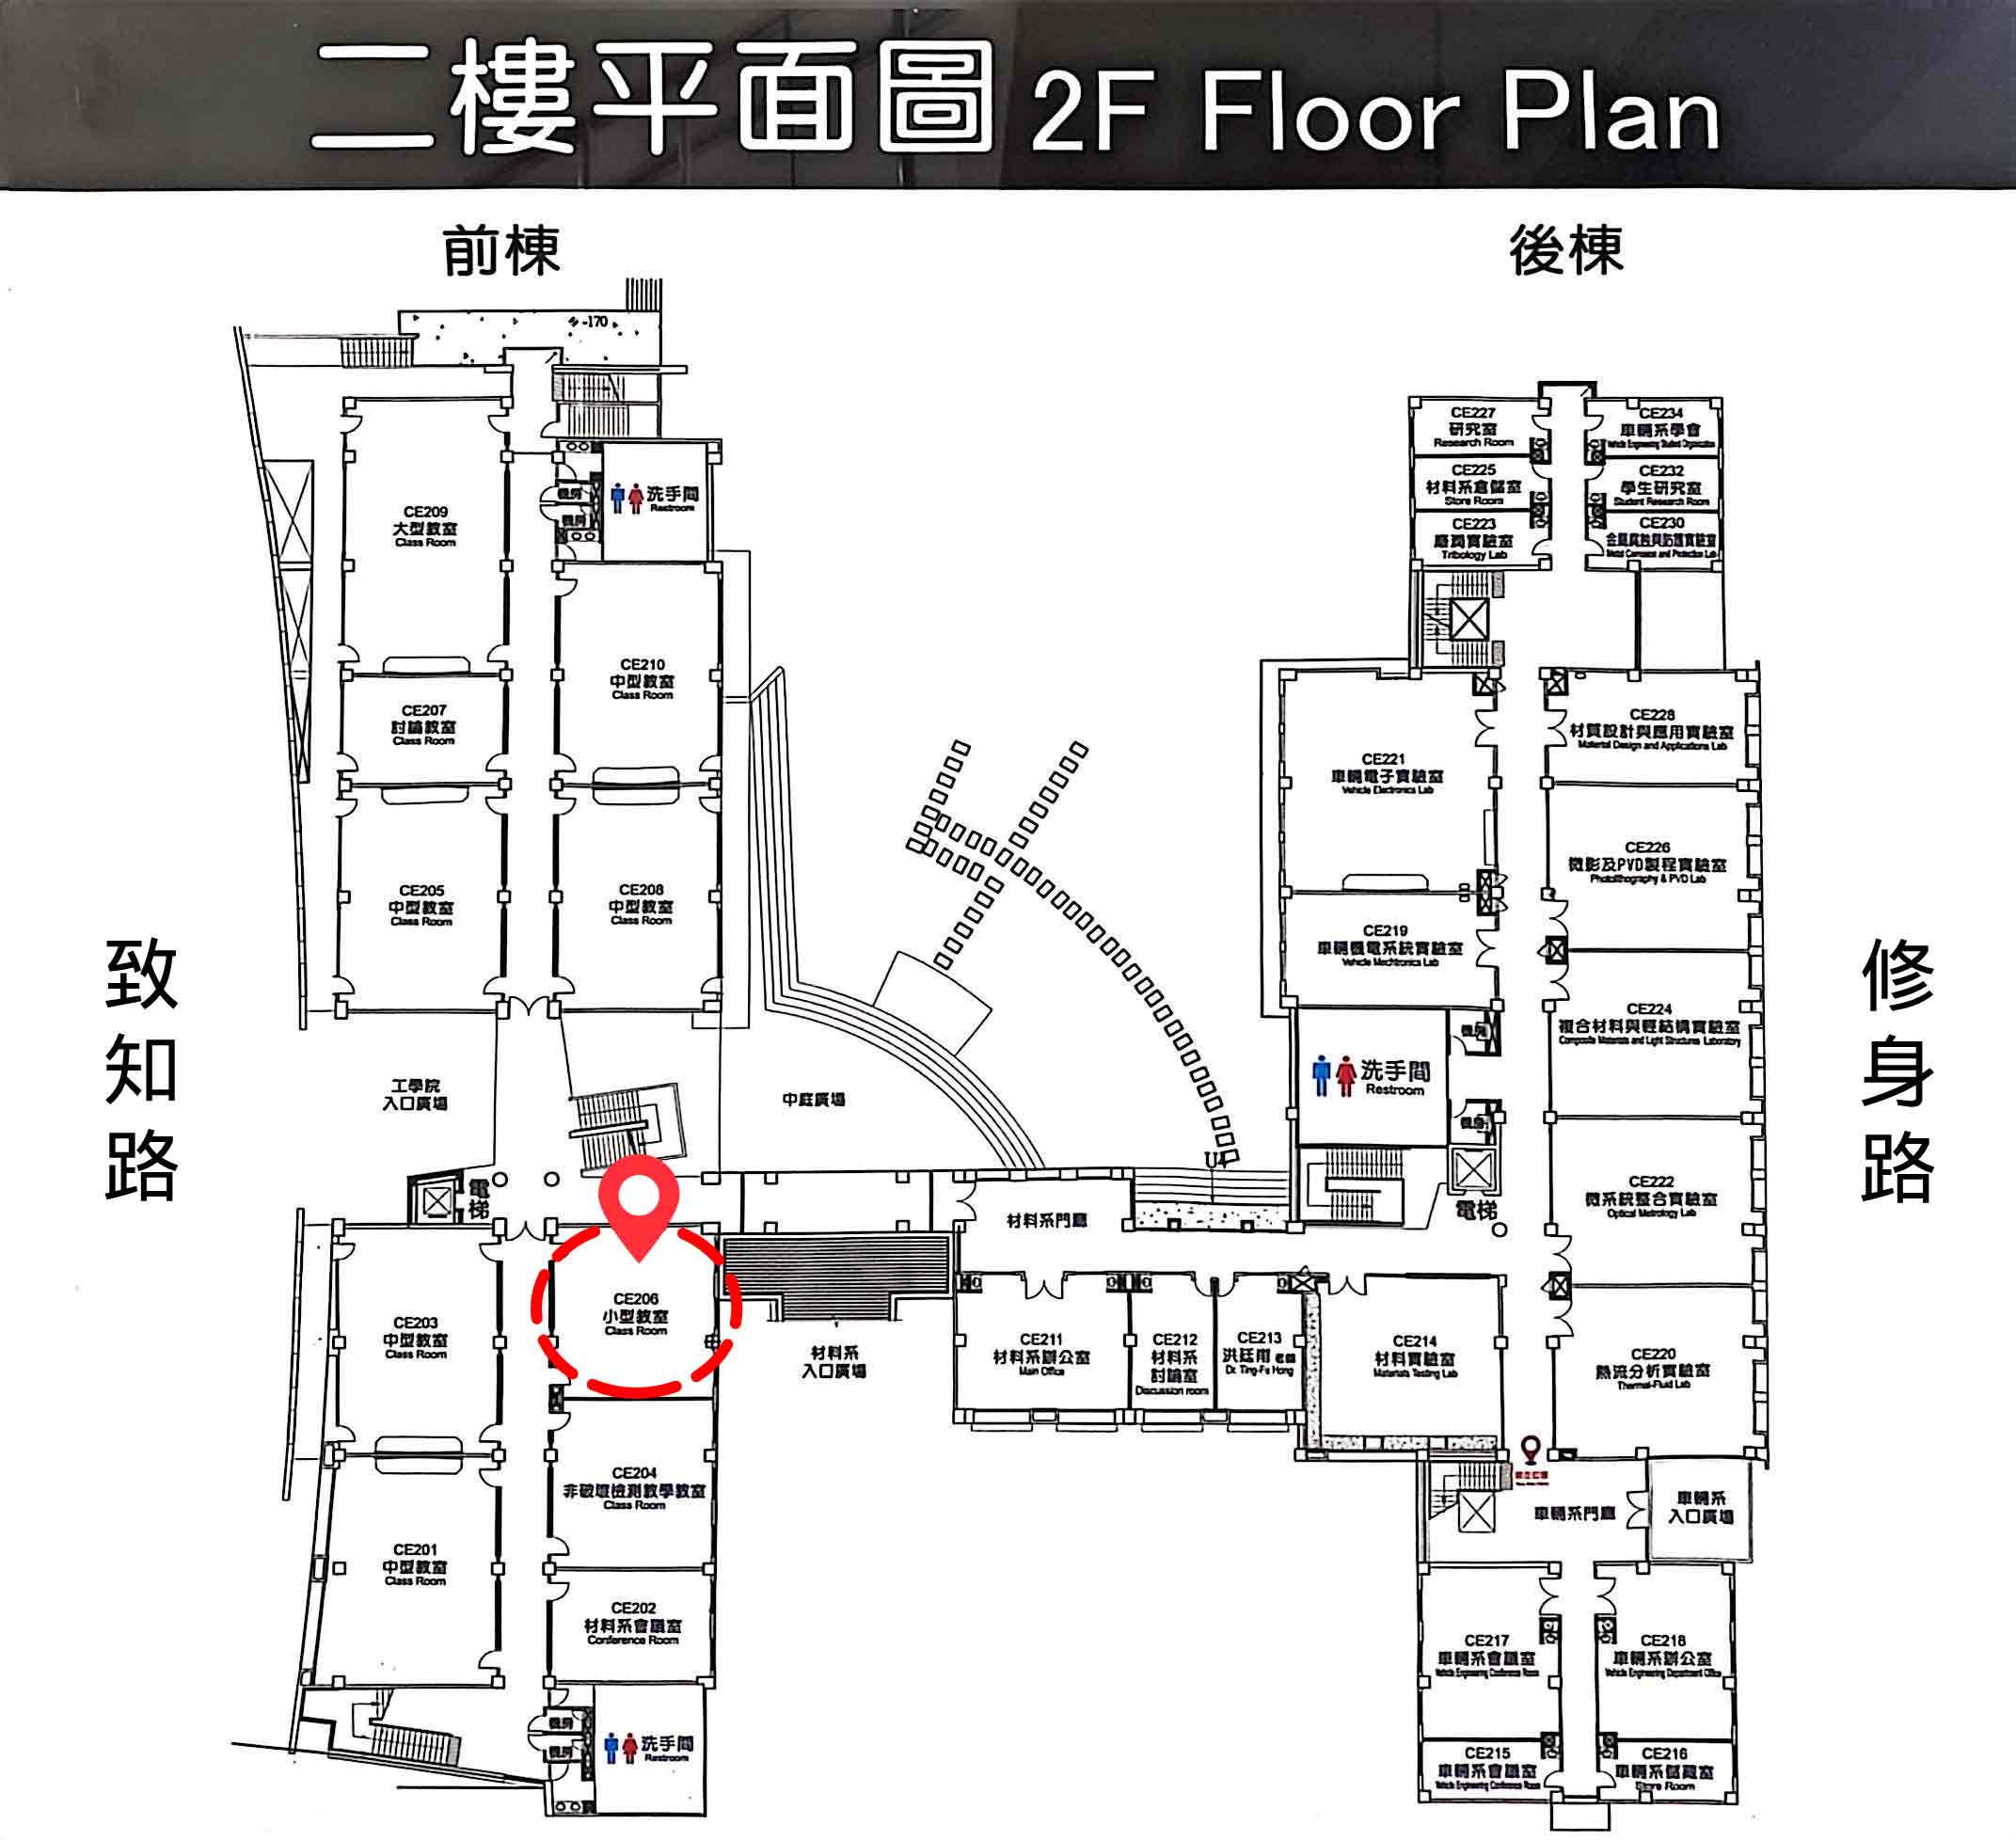 二樓平面圖 2F Floor Plan
前棟
後棟
-170
CE209
大型教室
Class Room
機房
機房
洗手間
Restroom
CE210
中型教室
Class Room
CE207
討論教室
Class Room
CE205
中型教室
Class Room
CE208
中型教室
Class Room
致知路
工學院
入口廣場
中庭廣場
電梯
CE203
中型教室
Class Room
CE206
小型教室
Class Room
材料系
入口廣場
CE204
非破壞檢測教學教室
Class Room
CE201
中型教室
Class Room
CE202
材料系會議室
Conference Room
機房
機房
洗手間
Restroom
材料系門廳
CE211
材料系辦公室
Main Office
CE212
材料系
討論室
Discussion room
CE213
洪廷甫 老師
Dr. Ting-Fu Hong
CE214
材料實驗室
Materials Testing Lab
CE227
研究室
Research Room
CE234
車輛系學會
Vehicle Engineering Student Organization
CE225
材料系倉儲室
Store Room
CE232
學生研究室
Student Research Room
CE223
磨潤實驗室
Tribology Lab
CE230
金屬腐蝕與防護實驗室
Metal Corrosion and Protection Lab
CE221
車輛電子實驗室
Vehicle Electronics Lab
CE228
材質設計與應用實驗室
Material Design and Applications Lab
CE226
微影及PVD製程實驗室
Photolithography & PVD Lab
CE219
車輛機電系統實驗室
Vehicle Mechtronics Lab
CE224
複合材料與輕結構實驗室
Composite Materials and Light Structures Laboratory
機房
洗手間
Restroom
機房
電梯
CE222
微系統整合實驗室
Optical Metrology Lab
CE220
熱流分析實驗室
Thermal-Fluid Lab
修身路
車輛系門廳
車輛系
入口廣場
CE217
車輛系會議室
Vehicle Engineering Conference Room
CE218
車輛系辦公室
Vehicle Engineering Department Office
CE215
車輛系會議室
Vehicle Engineering Conference Room
CE216
車輛系儲藏室
Store Room